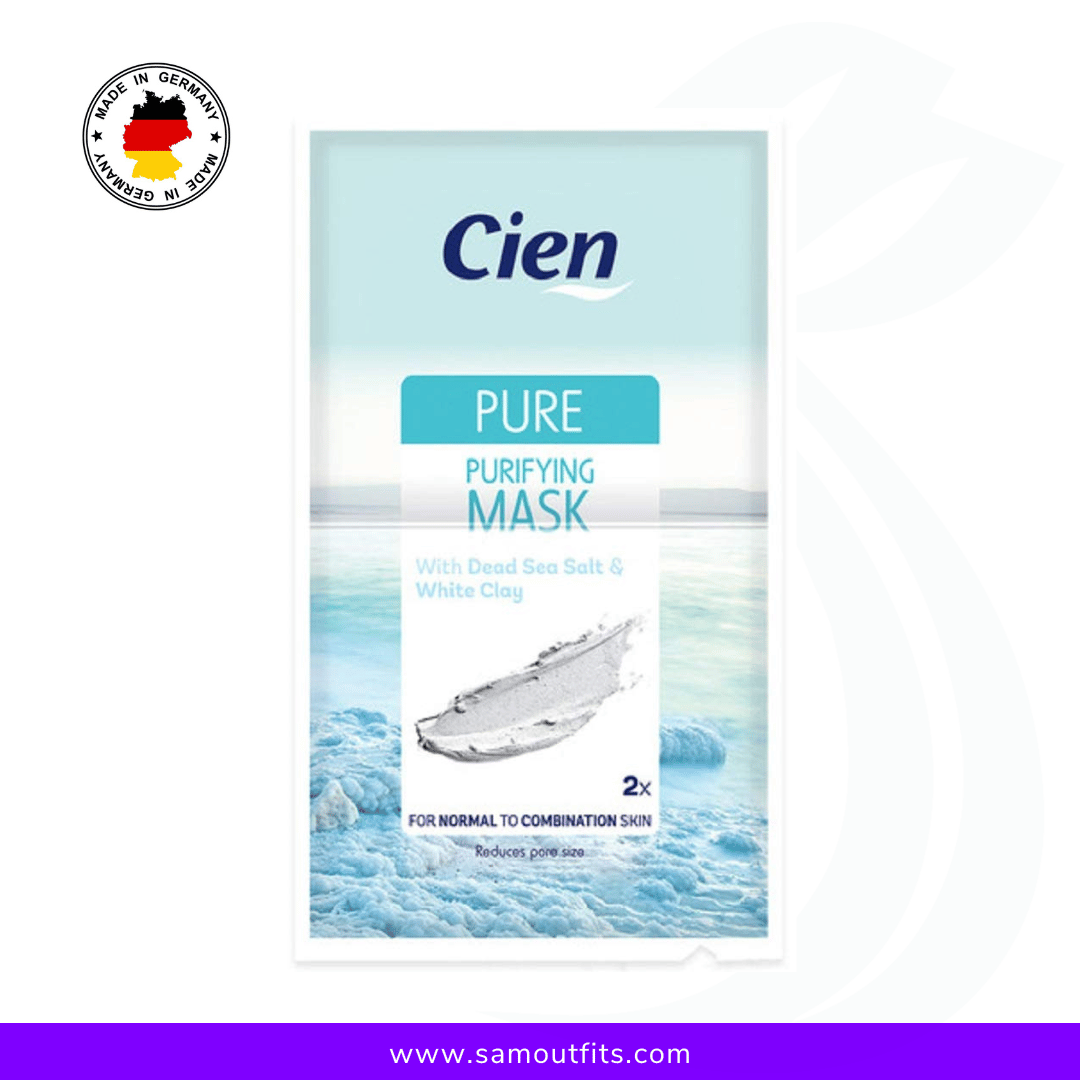 MADE IN GERMANY
MADE IN GERMANY
Cien
PURE
PURIFYING
MASK
With Dead Sea Salt &
White Clay
2x
FOR NORMAL TO COMBINATION SKIN
Reduces pore size
www.samoutfits.com